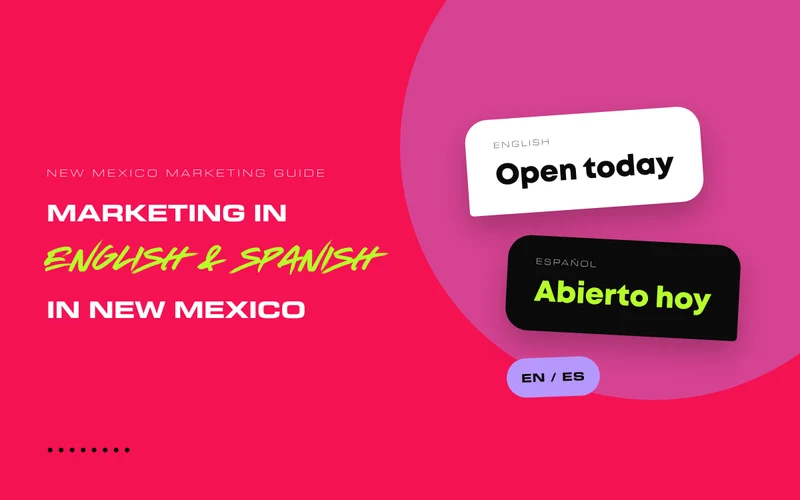 NEW MEXICO MARKETING GUIDE
MARKETING IN
ENGLISH & SPANISH
IN NEW MEXICO
ENGLISH
Open today
ESPAÑOL
Abierto hoy
EN / ES